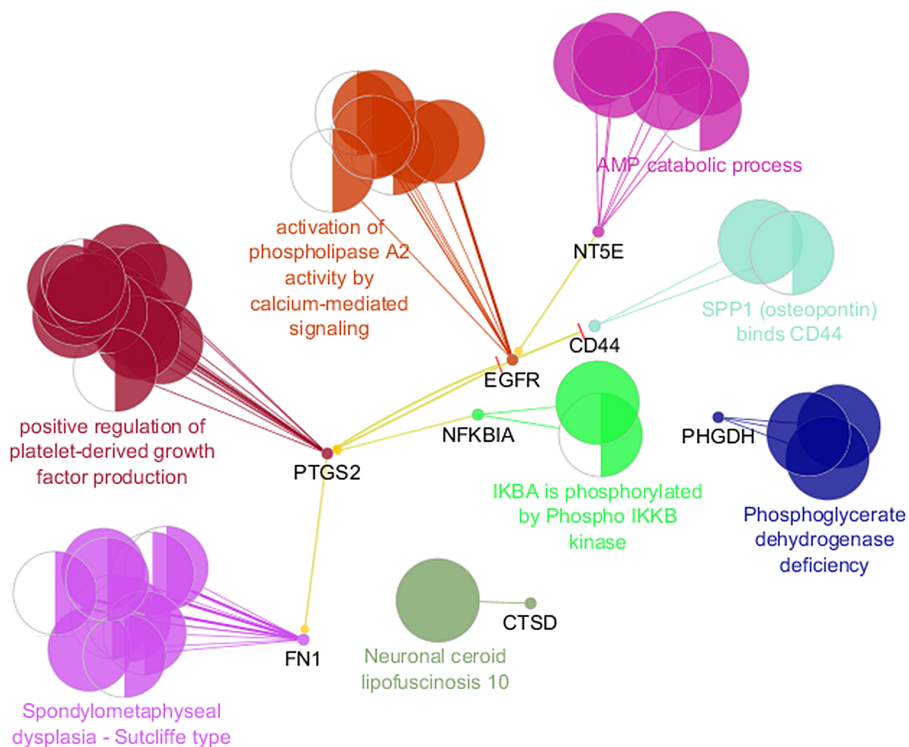 AMP catabolic process
activation of
phospholipase A2
activity by
calcium-mediated
signaling
NT5E
SPP1 (osteopontin)
binds CD44
CD44
EGFR
positive regulation of
platelet-derived growth
factor production
PTGS2
NFKBIA
PHGDH
IKBA is phosphorylated
by Phospho IKKB
kinase
Phosphoglycerate
dehydrogenase
deficiency
CTSD
FN1
Neuronal ceroid
lipofuscinosis 10
Spondylometaphyseal
dysplasia - Sutcliffe type